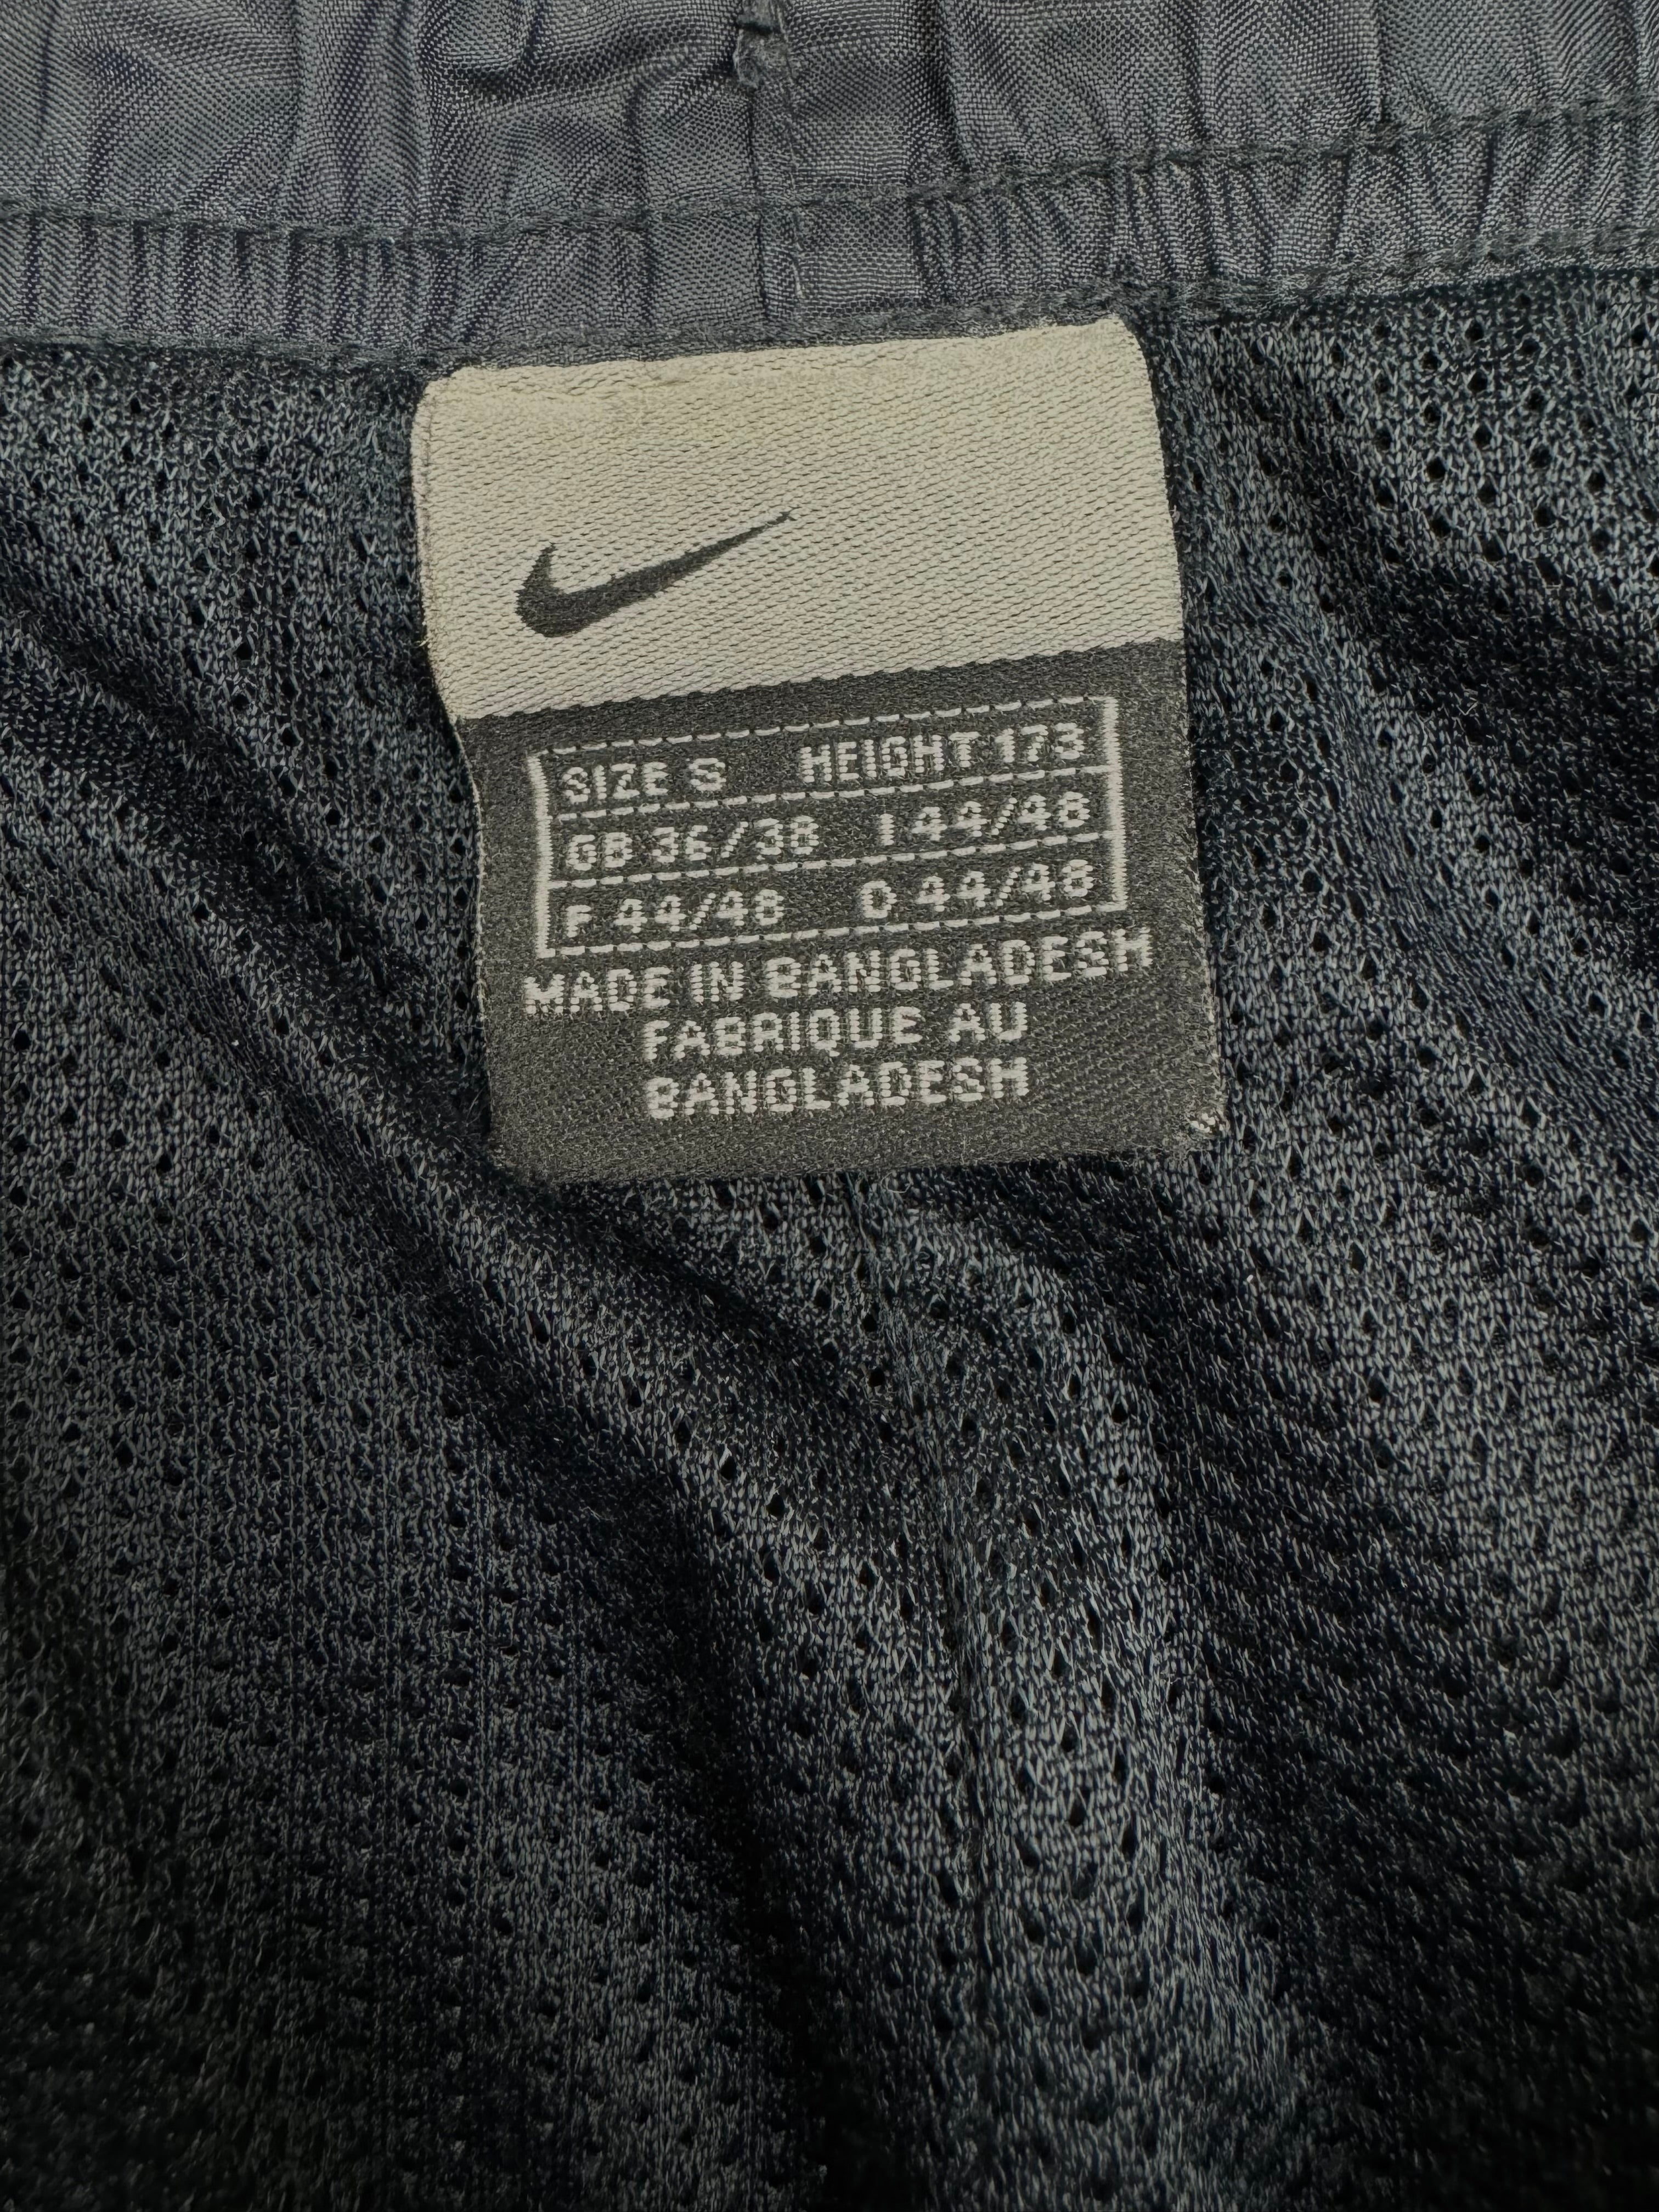 SIZE S HEIGHT 173
GB 36/38 I 44/48
F 44/48 D 44/48
MADE IN BANGLADESH
FABRIQUE AU
BANGLADESH